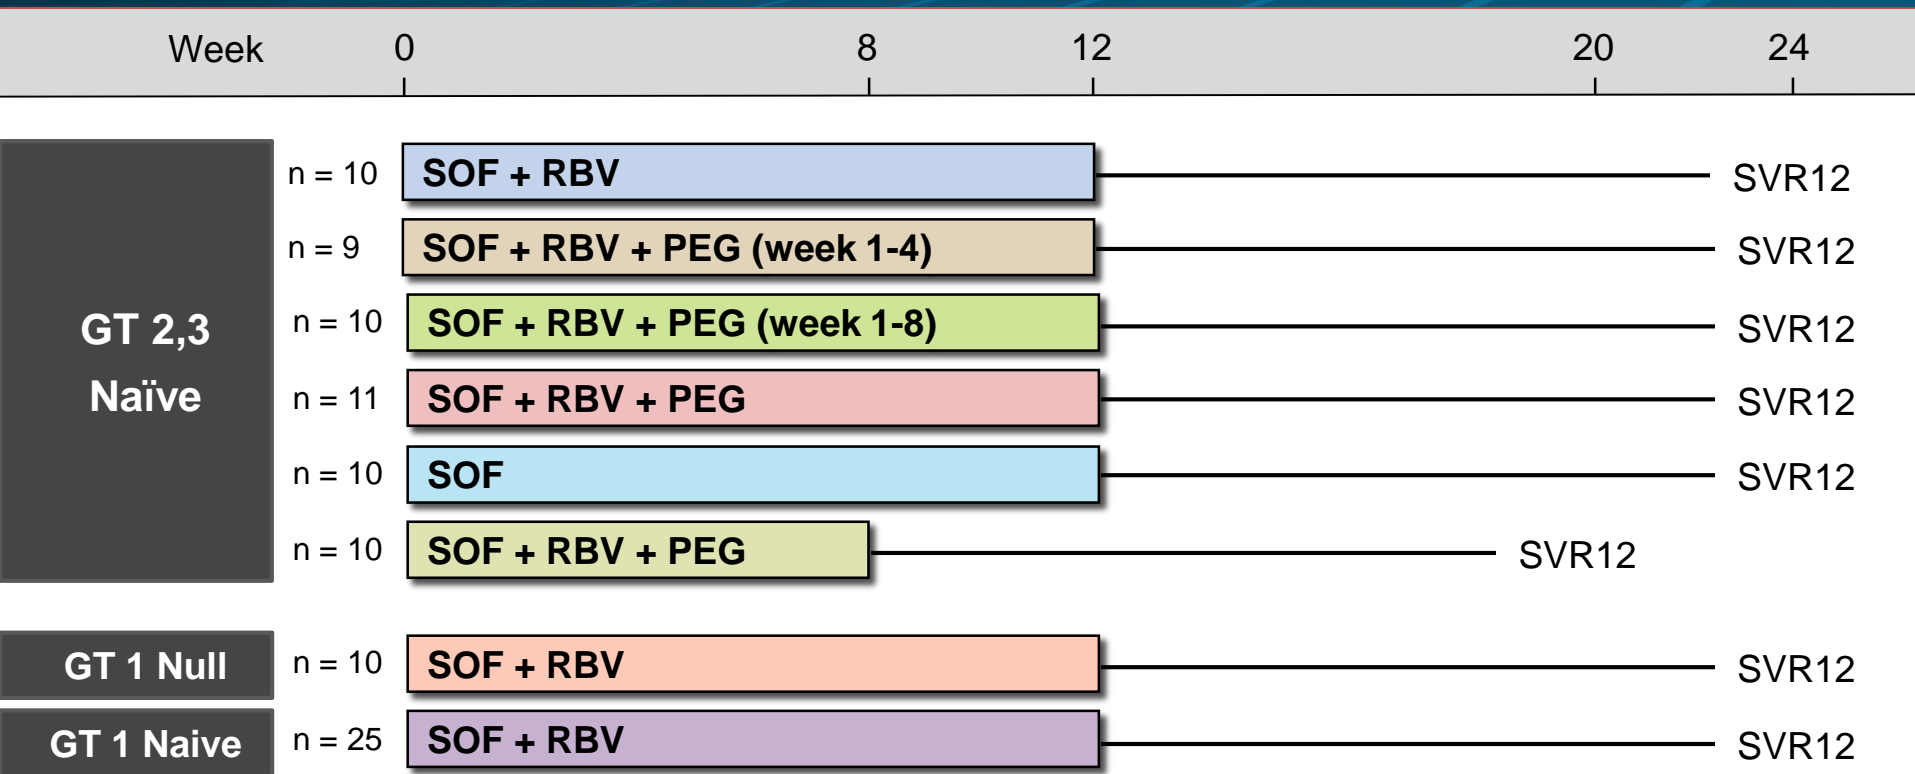 Week 0 8 12 20 24
GT 2,3
Naïve
n = 10 SOF + RBV SVR12
n = 9 SOF + RBV + PEG (week 1-4) SVR12
n = 10 SOF + RBV + PEG (week 1-8) SVR12
n = 11 SOF + RBV + PEG SVR12
n = 10 SOF SVR12
n = 10 SOF + RBV + PEG SVR12
GT 1 Null n = 10 SOF + RBV SVR12
GT 1 Naive n = 25 SOF + RBV SVR12